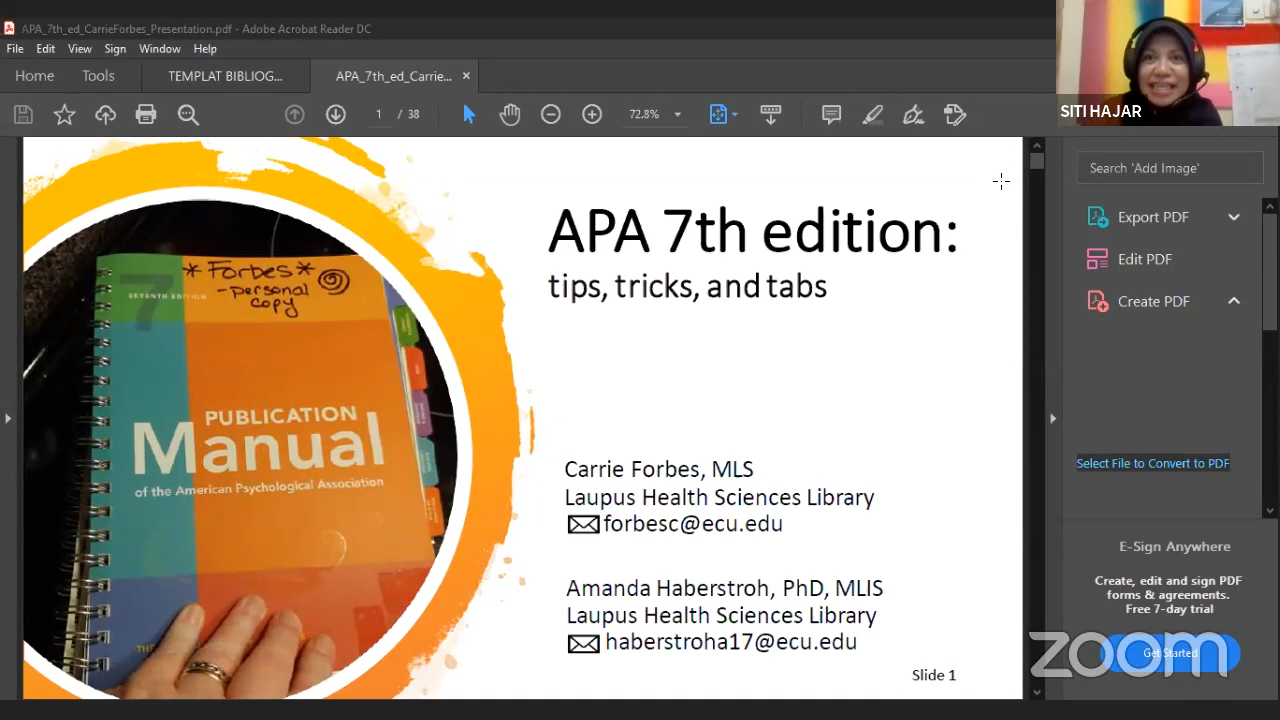 APA_7th_ed_CarrieForbes_Presentation.pdf - Adobe Acrobat Reader DC
File Edit View Sign Window Help
Home Tools TEMPLAT BIBLIOG... APA_7th_ed_Carrie... ×
1 / 38 72.8%
SITI HAJAR
Search 'Add Image'
Export PDF
Edit PDF
Create PDF
Select File to Convert to PDF
E-Sign Anywhere
Create, edit and sign PDF
forms & agreements.
Free 7-day trial
Get Started
zoom
APA 7th edition:
tips, tricks, and tabs
Carrie Forbes, MLS
Laupus Health Sciences Library
forbesc@ecu.edu
Amanda Haberstroh, PhD, MLIS
Laupus Health Sciences Library
haberstroha17@ecu.edu
Slide 1
*Forbes*
-personal
copy
7
SEVENTH EDITION
PUBLICATION
Manual
of the American Psychological Association